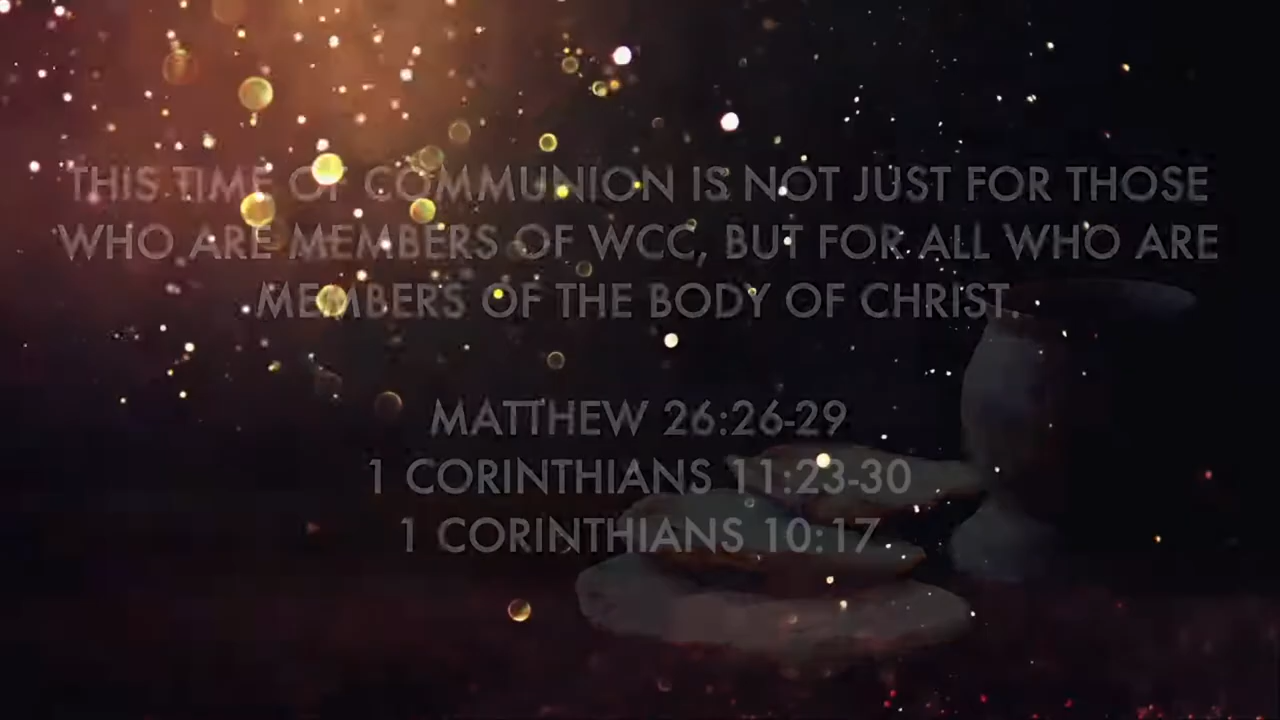 THIS TIME OF COMMUNION IS NOT JUST FOR THOSE
WHO ARE MEMBERS OF WCC, BUT FOR ALL WHO ARE
MEMBERS OF THE BODY OF CHRIST.
MATTHEW 26:26-29
1 CORINTHIANS 11:23-30
1 CORINTHIANS 10:17